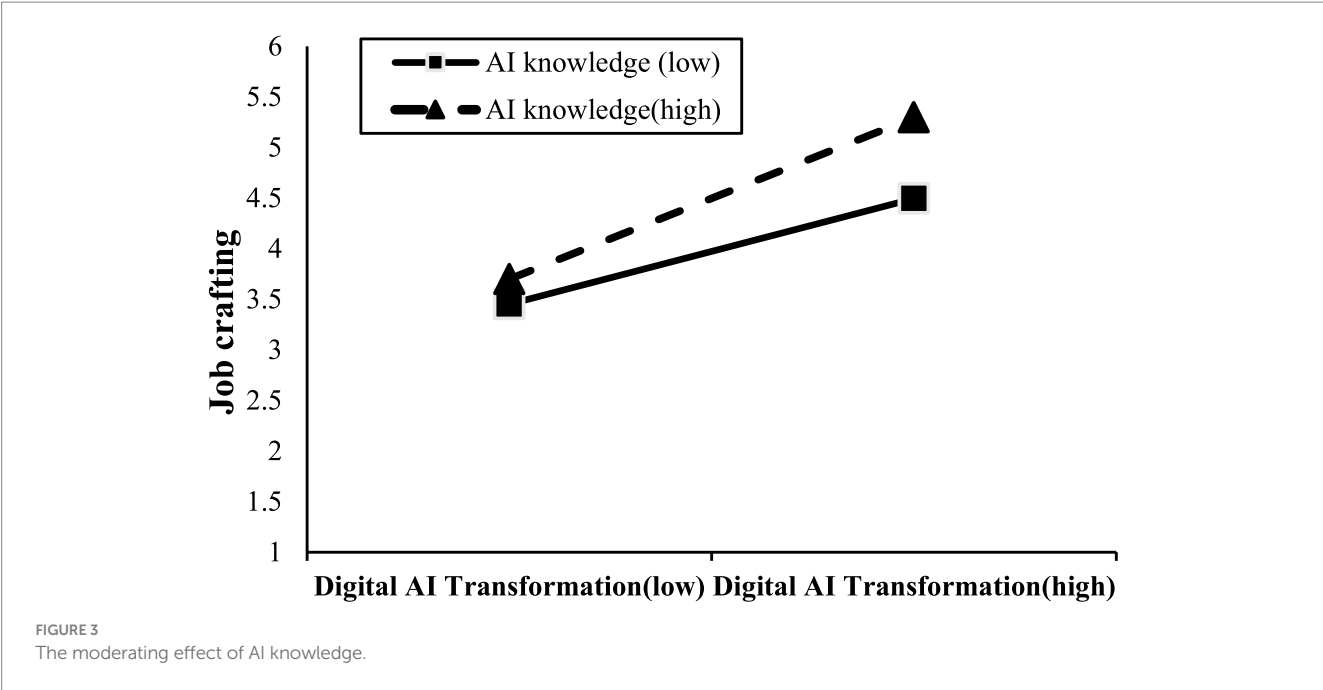 6
5.5
5
4.5
4
3.5
3
2.5
2
1.5
1
Job crafting
AI knowledge (low)
AI knowledge(high)
Digital AI Transformation(low) Digital AI Transformation(high)
FIGURE 3
The moderating effect of AI knowledge.